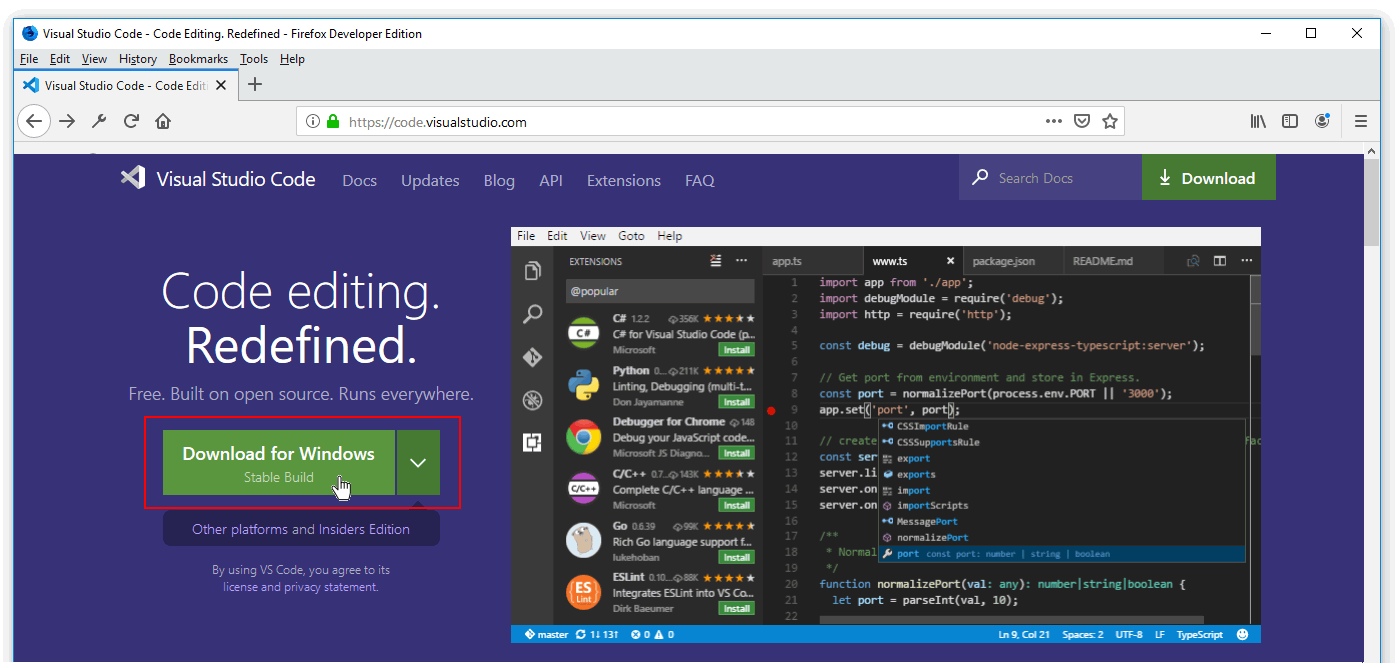 Visual Studio Code - Code Editing. Redefined - Firefox Developer Edition
File Edit View History Bookmarks Tools Help
Visual Studio Code - Code Edit
https://code.visualstudio.com
Visual Studio Code Docs Updates Blog API Extensions FAQ Search Docs Download
Code editing.
Redefined.
Free. Built on open source. Runs everywhere.
Download for Windows
Stable Build
Other platforms and Insiders Edition
By using VS Code, you agree to its
license and privacy statement.
File Edit View Goto Help
EXTENSIONS
@popular
C# 1.2.2 356K
C# for Visual Studio Code (p...
Microsoft Install
Python 0.... 211K
Linting, Debugging (multi-t...
Don Jayamanne Install
Debugger for Chrome 148
Debug your JavaScript code...
Microsoft JS Diagno... Install
C/C++ 0.7... 143K
Complete C/C++ language ...
Microsoft Install
Go 0.6.39 99K
Rich Go language support f...
lukehoban Install
ESLint 0.10... 88K
Integrates ESLint into VS Co...
Dirk Baeumer Install
C#
C/C++
ES
Lint
app.ts www.ts package.json README.md
1 import app from './app';
2 import debugModule = require('debug');
3 import http = require('http');
4
5 const debug = debugModule('node-express-typescript:server');
6
7 // Get port from environment and store in Express.
8 const port = normalizePort(process.env.PORT || '3000');
9 app.set('port', port);
10
11 // create Fac
12 const ser
13 server.li
14 server.on
15 server.on
16
17 /**
18 * Normal
19 */
20 function normalizePort(val: any): number|string|boolean {
21 let port = parseInt(val, 10);
22
CSSImportRule
CSSSupportsRule
export
exports
import
importScripts
MessagePort
normalizePort
port const port: number | string | boolean
master 1↓ 13↑ 0 0 Ln 9, Col 21 Spaces: 2 UTF-8 LF TypeScript